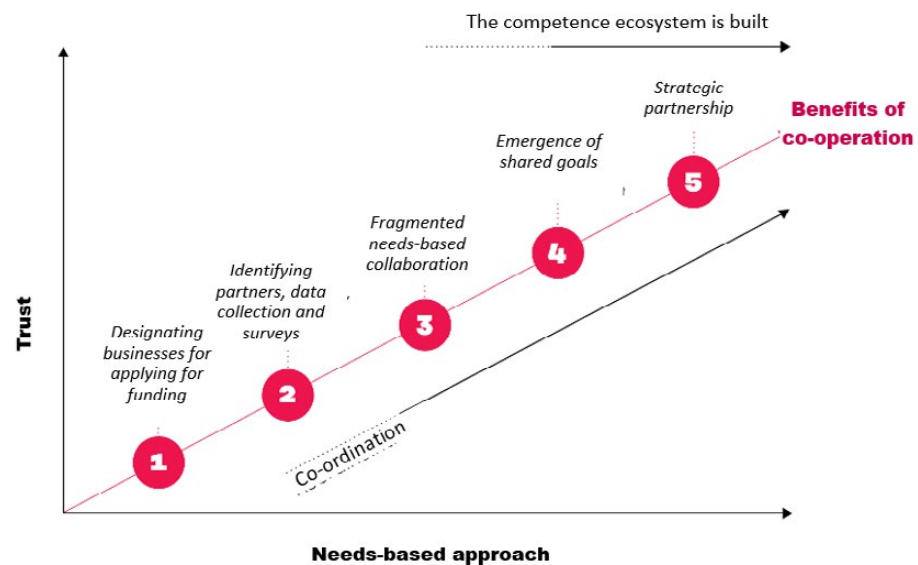 The competence ecosystem is built
Strategic
partnership
Benefits of
co-operation
Emergence of
shared goals
5
Fragmented
needs-based
collaboration
4
Identifying
partners, data
collection and
surveys
3
Designating
businesses for
applying for
funding
2
1
Co-ordination
Trust
Needs-based approach